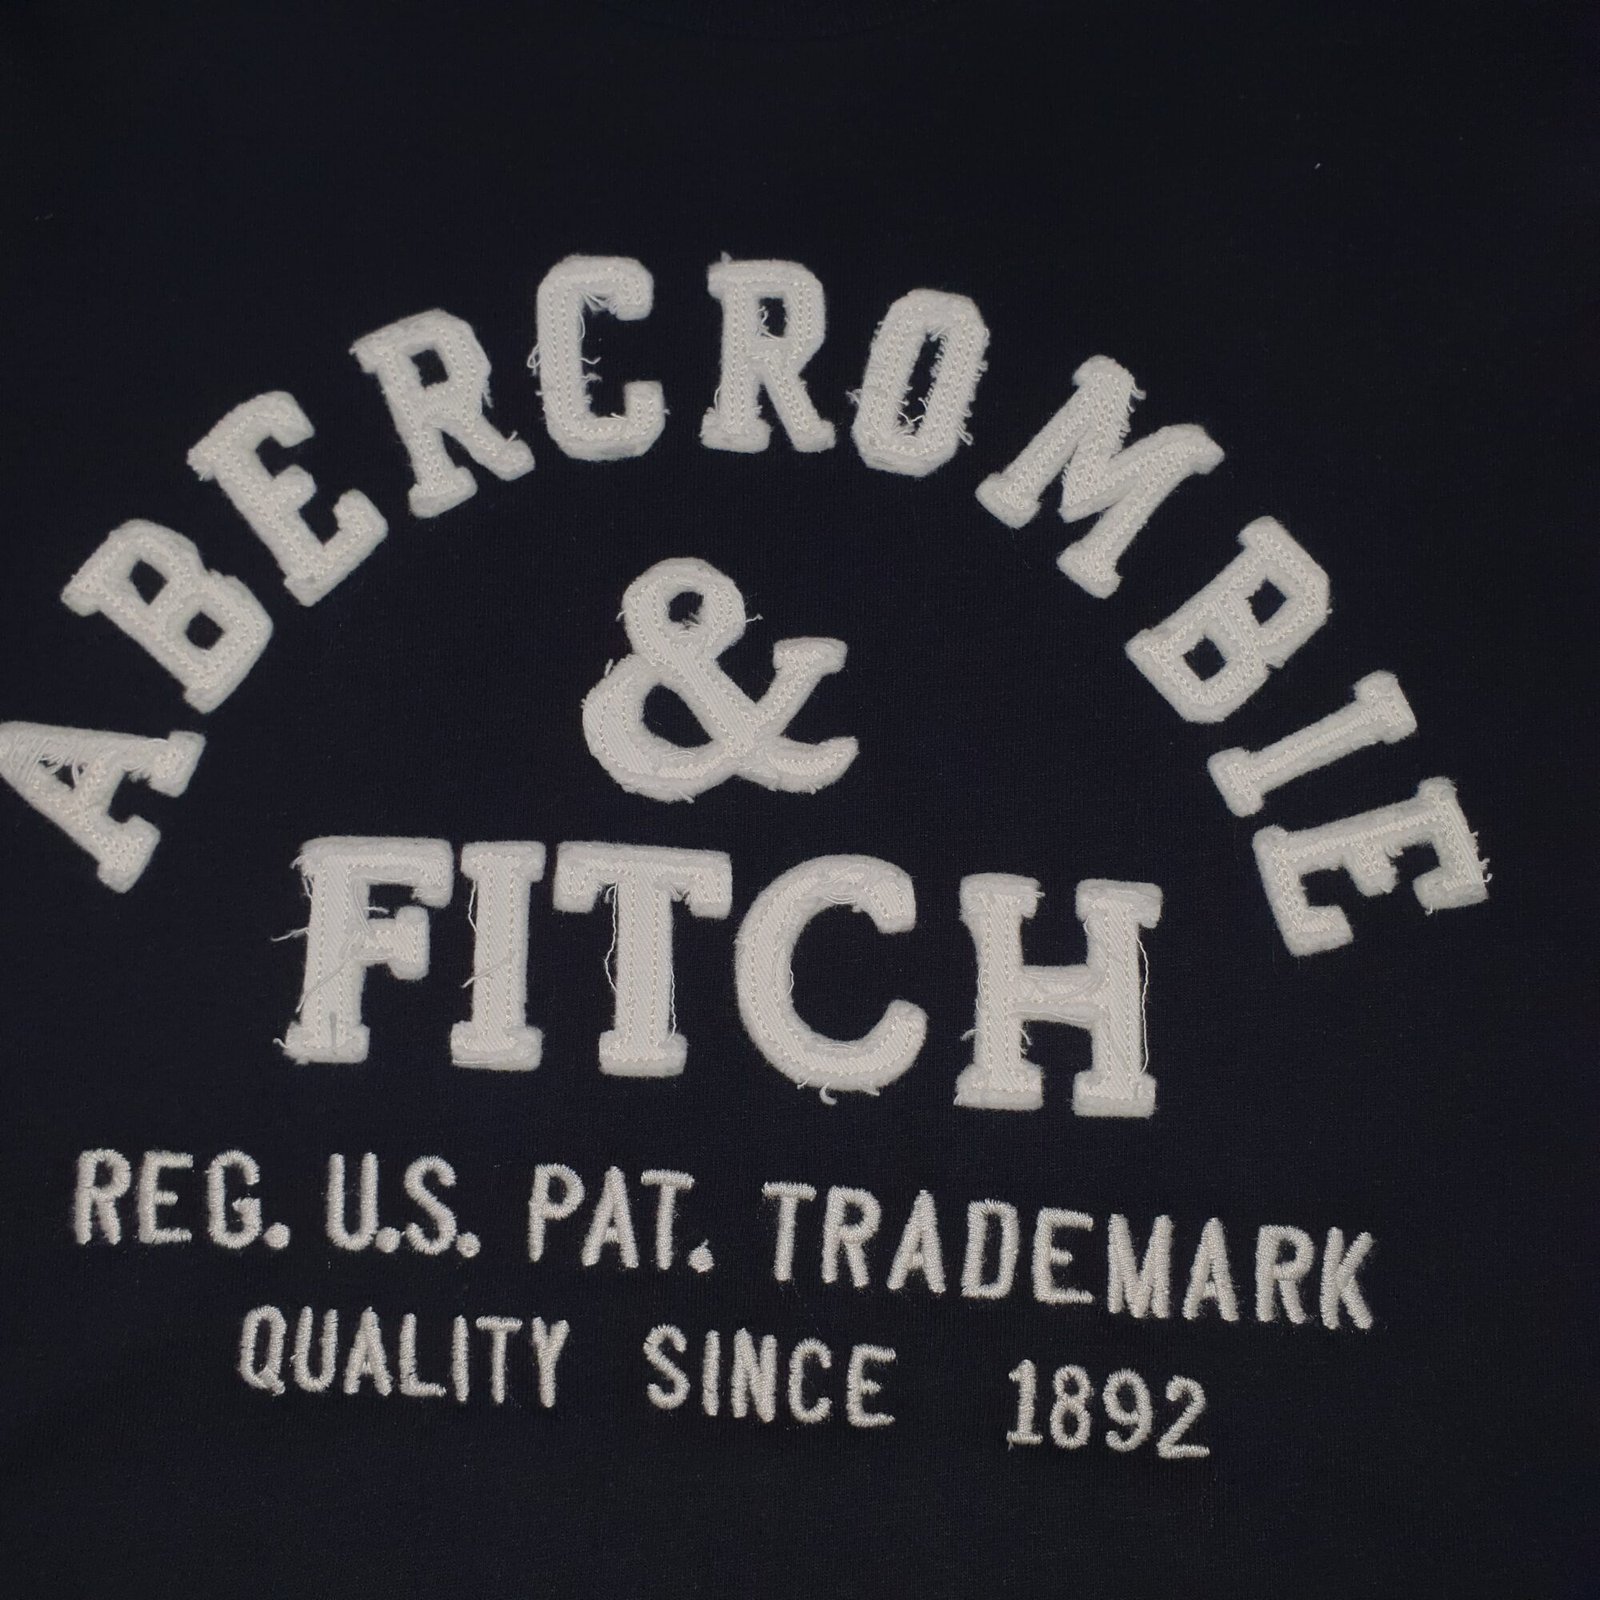 ABERCROMBIE
&
FITCH
REG. U.S. PAT. TRADEMARK
QUALITY SINCE 1892